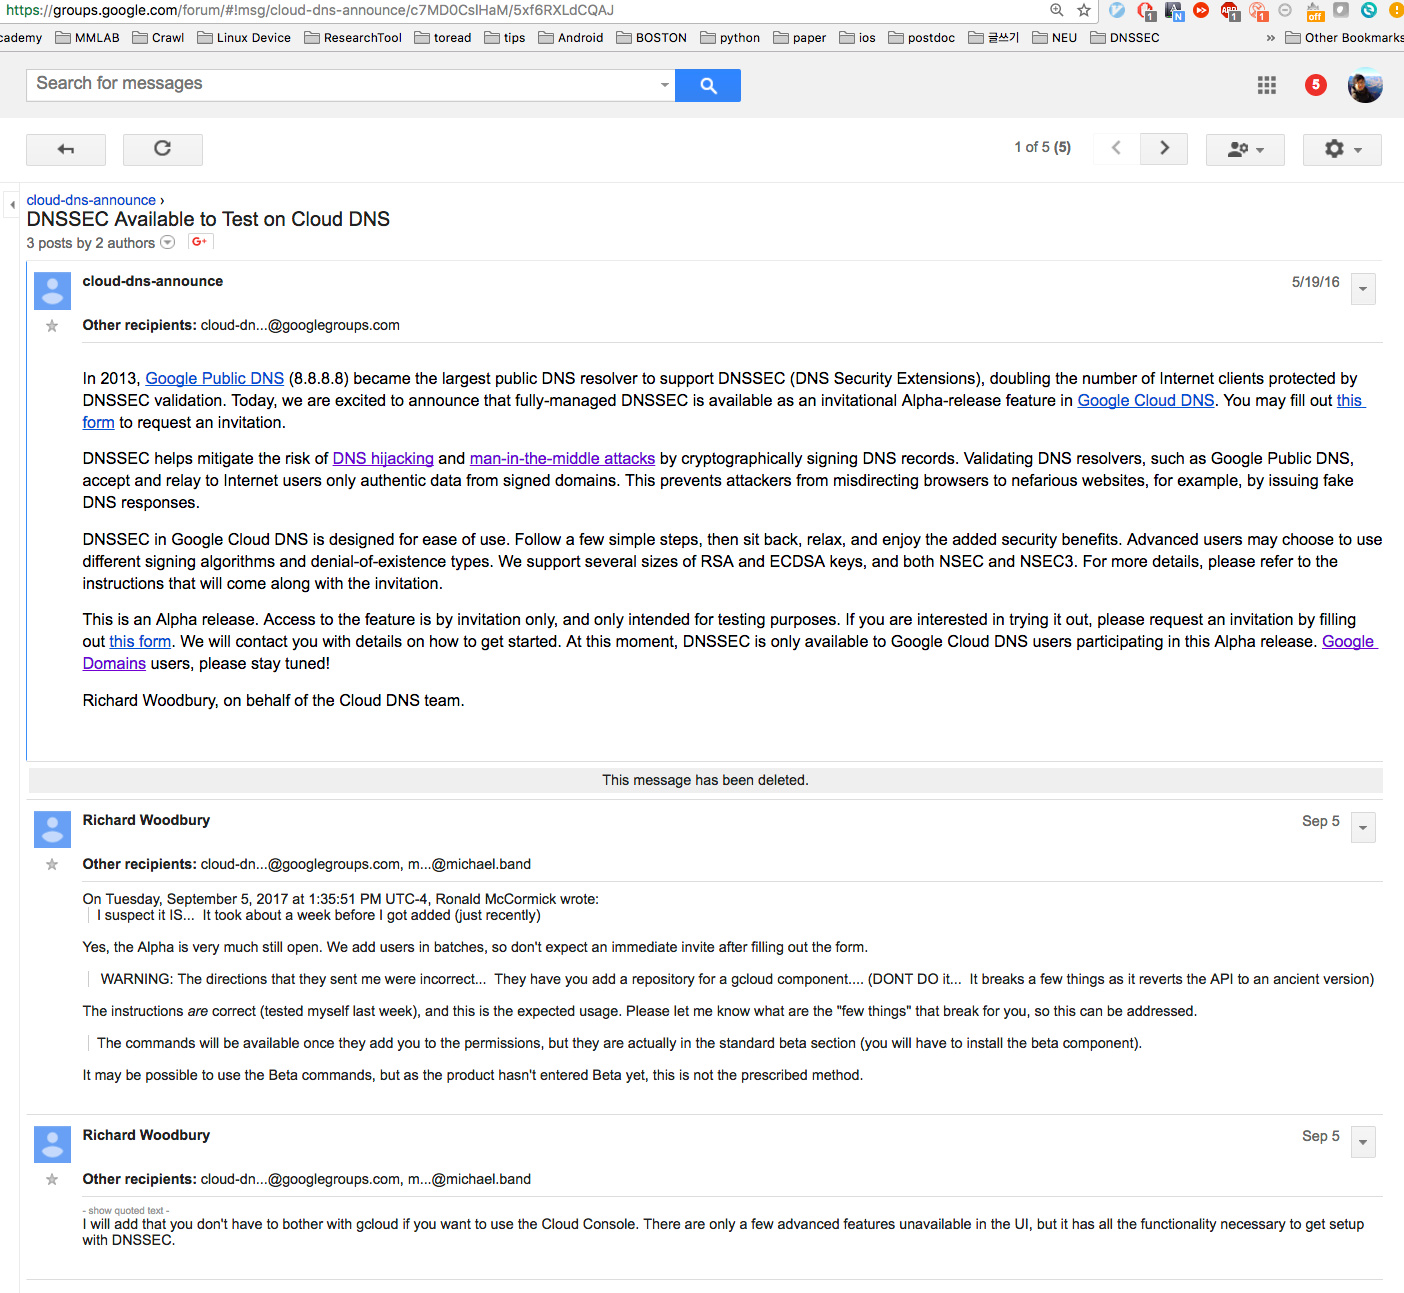 https://groups.google.com/forum/#!msg/cloud-dns-announce/c7MD0CsIHaM/5xf6RXLdCQAJ
cademy MMLAB Crawl Linux Device ResearchTool toread tips Android BOSTON python paper ios postdoc 글쓰기 NEU DNSSEC » Other Bookmarks
Search for messages
5
1 of 5 (5)
cloud-dns-announce ›
DNSSEC Available to Test on Cloud DNS
3 posts by 2 authors G+
cloud-dns-announce 5/19/16
Other recipients: cloud-dn...@googlegroups.com
In 2013, Google Public DNS (8.8.8.8) became the largest public DNS resolver to support DNSSEC (DNS Security Extensions), doubling the number of Internet clients protected by
DNSSEC validation. Today, we are excited to announce that fully-managed DNSSEC is available as an invitational Alpha-release feature in Google Cloud DNS. You may fill out this
form to request an invitation.
DNSSEC helps mitigate the risk of DNS hijacking and man-in-the-middle attacks by cryptographically signing DNS records. Validating DNS resolvers, such as Google Public DNS,
accept and relay to Internet users only authentic data from signed domains. This prevents attackers from misdirecting browsers to nefarious websites, for example, by issuing fake
DNS responses.
DNSSEC in Google Cloud DNS is designed for ease of use. Follow a few simple steps, then sit back, relax, and enjoy the added security benefits. Advanced users may choose to use
different signing algorithms and denial-of-existence types. We support several sizes of RSA and ECDSA keys, and both NSEC and NSEC3. For more details, please refer to the
instructions that will come along with the invitation.
This is an Alpha release. Access to the feature is by invitation only, and only intended for testing purposes. If you are interested in trying it out, please request an invitation by filling
out this form. We will contact you with details on how to get started. At this moment, DNSSEC is only available to Google Cloud DNS users participating in this Alpha release. Google
Domains users, please stay tuned!
Richard Woodbury, on behalf of the Cloud DNS team.
This message has been deleted.
Richard Woodbury Sep 5
Other recipients: cloud-dn...@googlegroups.com, m...@michael.band
On Tuesday, September 5, 2017 at 1:35:51 PM UTC-4, Ronald McCormick wrote:
I suspect it IS... It took about a week before I got added (just recently)
Yes, the Alpha is very much still open. We add users in batches, so don't expect an immediate invite after filling out the form.
WARNING: The directions that they sent me were incorrect... They have you add a repository for a gcloud component.... (DONT DO it... It breaks a few things as it reverts the API to an ancient version)
The instructions are correct (tested myself last week), and this is the expected usage. Please let me know what are the "few things" that break for you, so this can be addressed.
The commands will be available once they add you to the permissions, but they are actually in the standard beta section (you will have to install the beta component).
It may be possible to use the Beta commands, but as the product hasn't entered Beta yet, this is not the prescribed method.
Richard Woodbury Sep 5
Other recipients: cloud-dn...@googlegroups.com, m...@michael.band
- show quoted text -
I will add that you don't have to bother with gcloud if you want to use the Cloud Console. There are only a few advanced features unavailable in the UI, but it has all the functionality necessary to get setup
with DNSSEC.